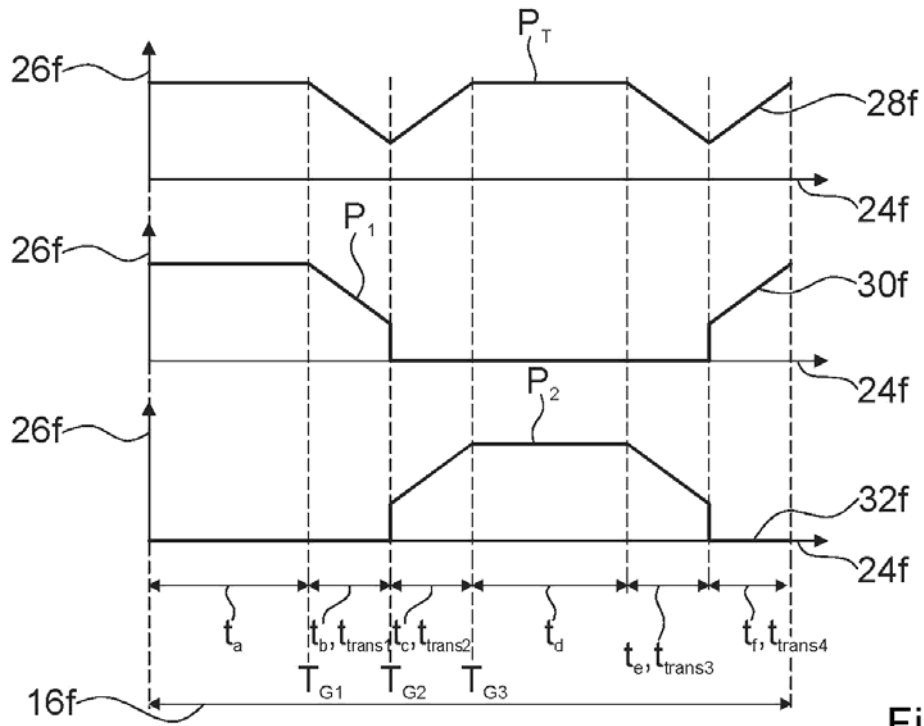 26f
P_T
28f
24f
26f
P_1
30f
24f
26f
P_2
32f
24f
t_a
t_b, t_trans1
t_c, t_trans2
t_d
t_e, t_trans3
t_f, t_trans4
T_G1
T_G2
T_G3
16f